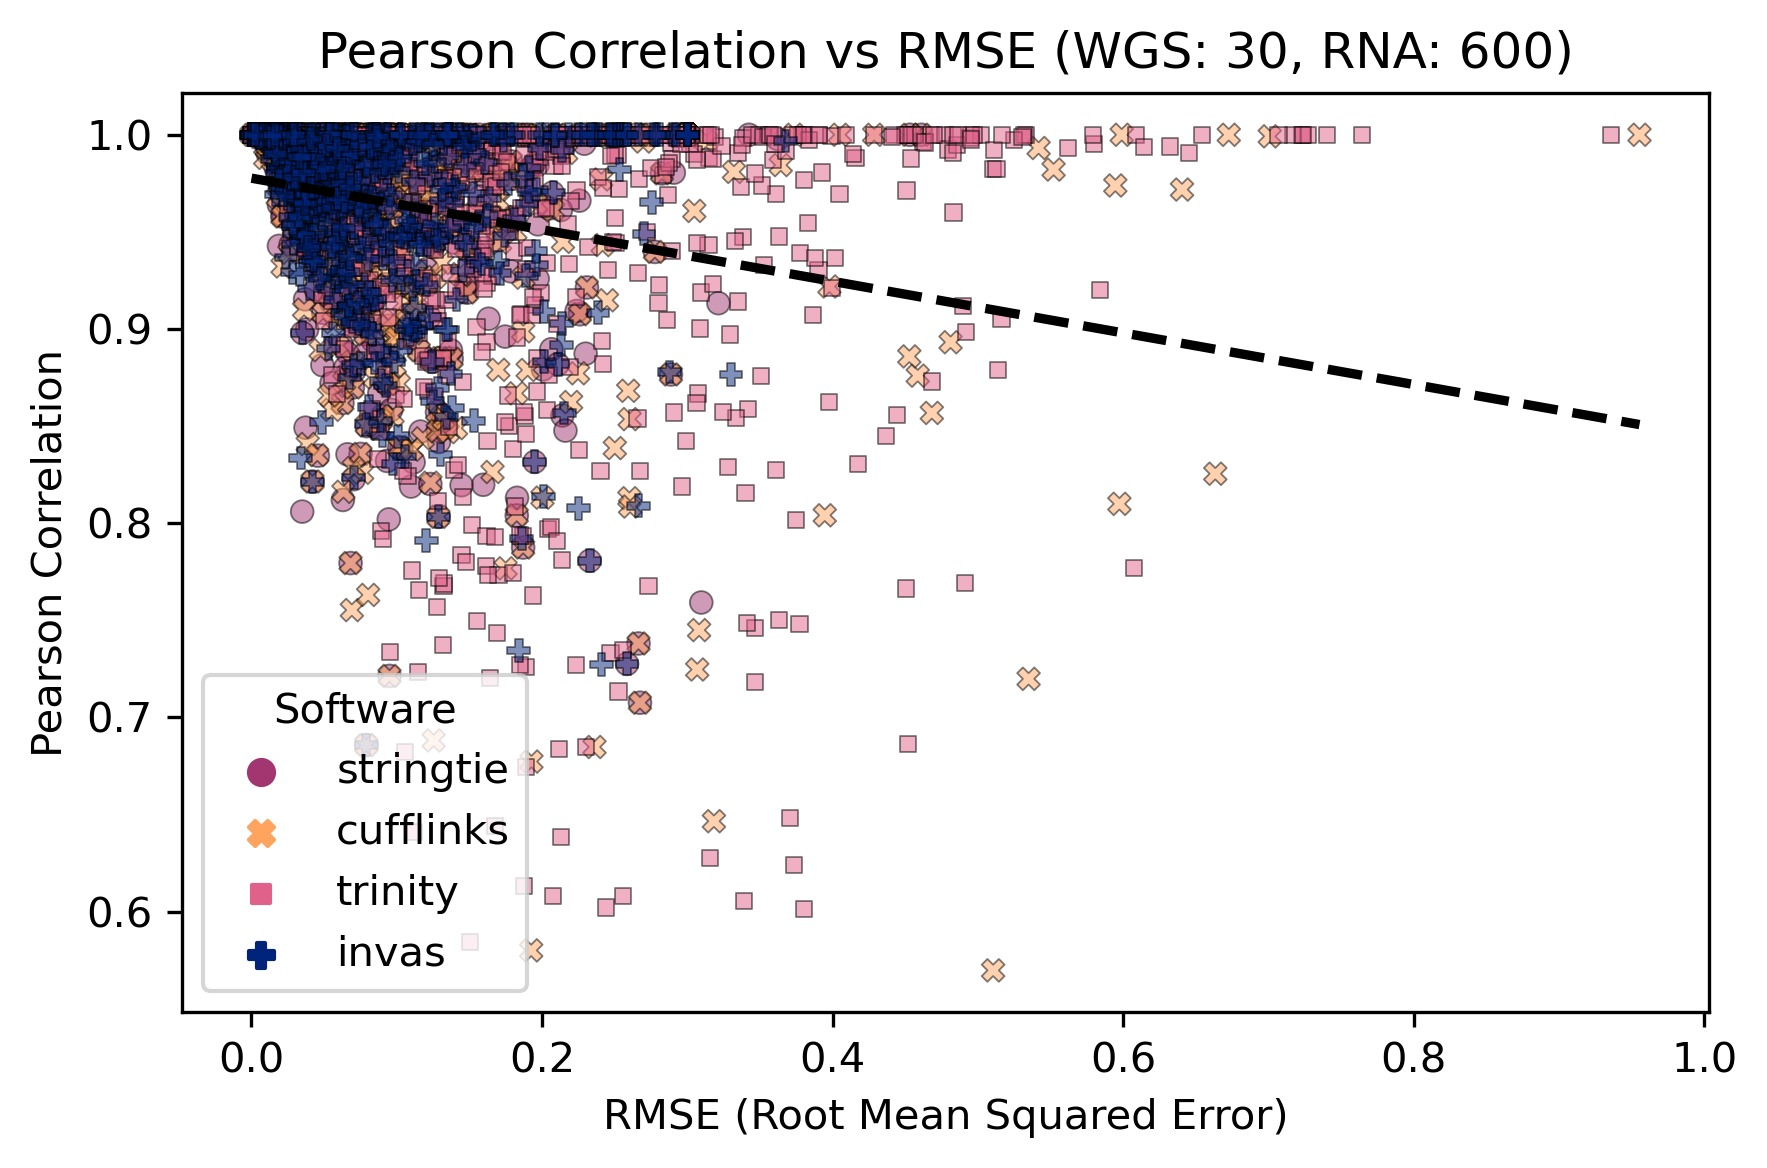 Pearson Correlation vs RMSE (WGS: 30, RNA: 600)
Pearson Correlation
1.0
0.9
0.8
0.7
0.6
Software
stringtie
cufflinks
trinity
invas
0.0 0.2 0.4 0.6 0.8 1.0
RMSE (Root Mean Squared Error)